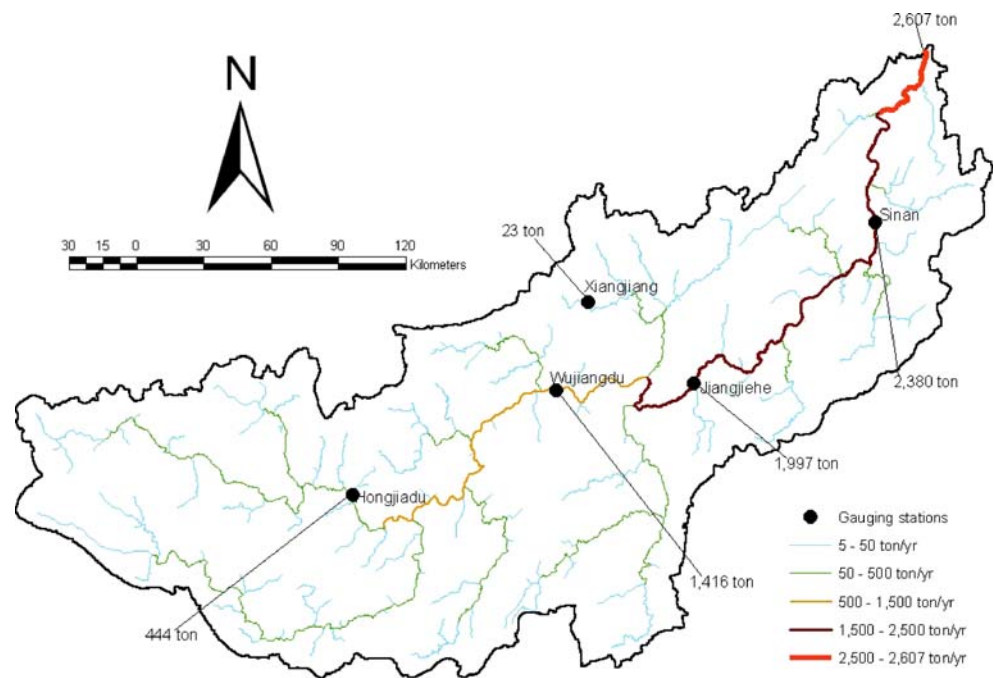 2,607 ton
N
30 15 0 30 60 90 120
Kilometers
23 ton
Sinan
Xiangjiang
Wujiangdu
Jiangjiehe
2,380 ton
1,997 ton
Hongjiadu
1,416 ton
444 ton
Gauging stations
5 - 50 ton/yr
50 - 500 ton/yr
500 - 1,500 ton/yr
1,500 - 2,500 ton/yr
2,500 - 2,607 ton/yr